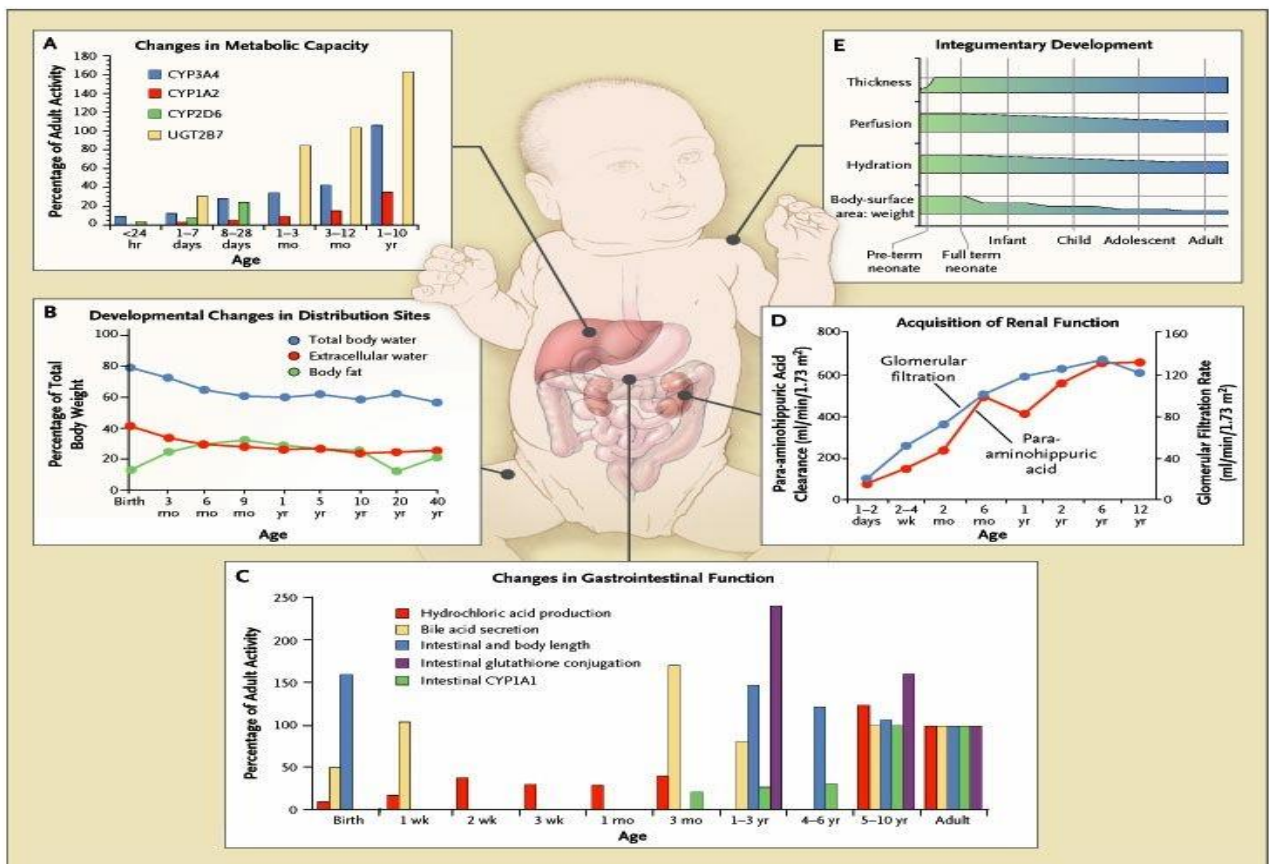 A
Changes in Metabolic Capacity
Percentage of Adult Activity
180
160
140
120
100
80
60
40
20
0
CYP3A4
CYP1A2
CYP2D6
UGT2B7
<24 hr
1–7 days
8–28 days
1–3 mo
3–12 mo
1–10 yr
Age
E
Integumentary Development
Thickness
Perfusion
Hydration
Body-surface
area: weight
Infant
Child
Adolescent
Adult
Pre-term
neonate
Full term
neonate
B
Developmental Changes in Distribution Sites
Percentage of Total
Body Weight
100
80
60
40
20
0
Total body water
Extracellular water
Body fat
Birth
3 mo
6 mo
9 mo
1 yr
5 yr
10 yr
20 yr
40 yr
Age
D
Acquisition of Renal Function
Para-aminohippuric Acid
Clearance (ml/min/1.73 m²)
800
600
400
200
0
Glomerular
filtration
Para-
aminohippuric
acid
160
120
80
40
0
Glomerular Filtration Rate
(ml/min/1.73 m²)
1–2 days
2–4 wk
2 mo
6 mo
1 yr
2 yr
6 yr
12 yr
Age
C
Changes in Gastrointestinal Function
Percentage of Adult Activity
250
200
150
100
50
0
Hydrochloric acid production
Bile acid secretion
Intestinal and body length
Intestinal glutathione conjugation
Intestinal CYP1A1
Birth
1 wk
2 wk
3 wk
1 mo
3 mo
1–3 yr
4–6 yr
5–10 yr
Adult
Age